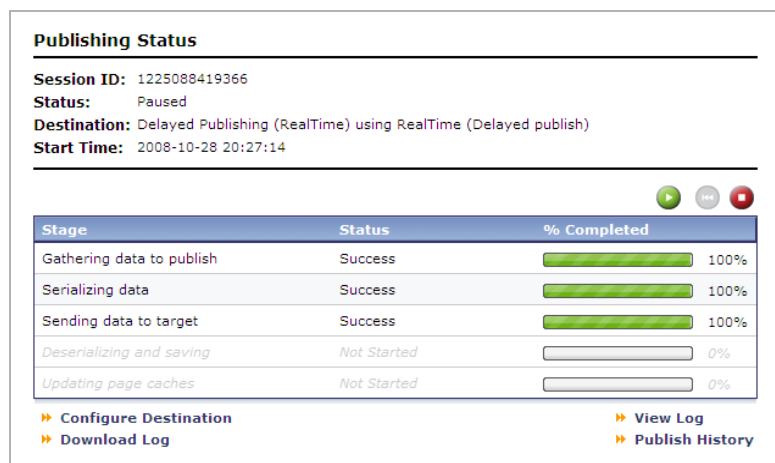 Publishing Status
Session ID: 1225088419366
Status: Paused
Destination: Delayed Publishing (RealTime) using RealTime (Delayed publish)
Start Time: 2008-10-28 20:27:14
Stage Status % Completed
Gathering data to publish Success 100%
Serializing data Success 100%
Sending data to target Success 100%
Deserializing and saving Not Started 0%
Updating page caches Not Started 0%
Configure Destination View Log
Download Log Publish History